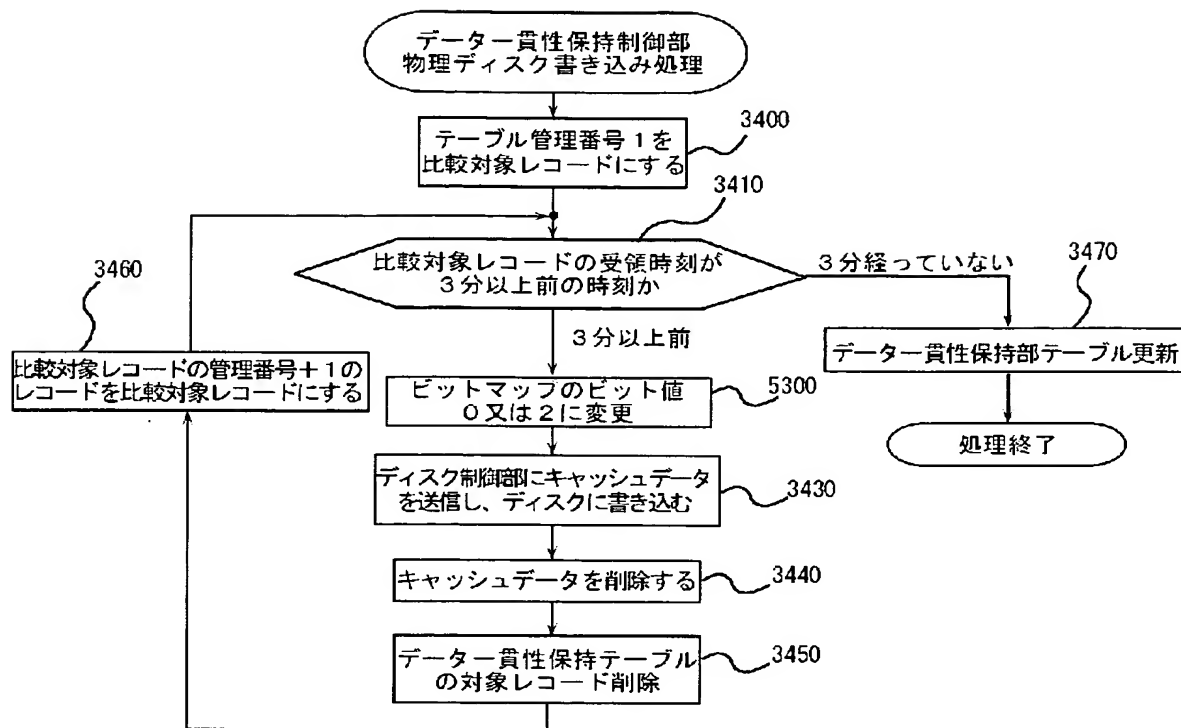 データ一貫性保持制御部
物理ディスク書き込み処理
3400
テーブル管理番号1を
比較対象レコードにする
3410
比較対象レコードの受領時刻が
3分以上前の時刻か
3分経っていない
3470
データ一貫性保持部テーブル更新
処理終了
3分以上前
3460
比較対象レコードの管理番号+1の
レコードを比較対象レコードにする
5300
ビットマップのビット値
0又は2に変更
ディスク制御部にキャッシュデータ
を送信し、ディスクに書き込む
3430
キャッシュデータを削除する
3440
データ一貫性保持テーブル
の対象レコード削除
3450